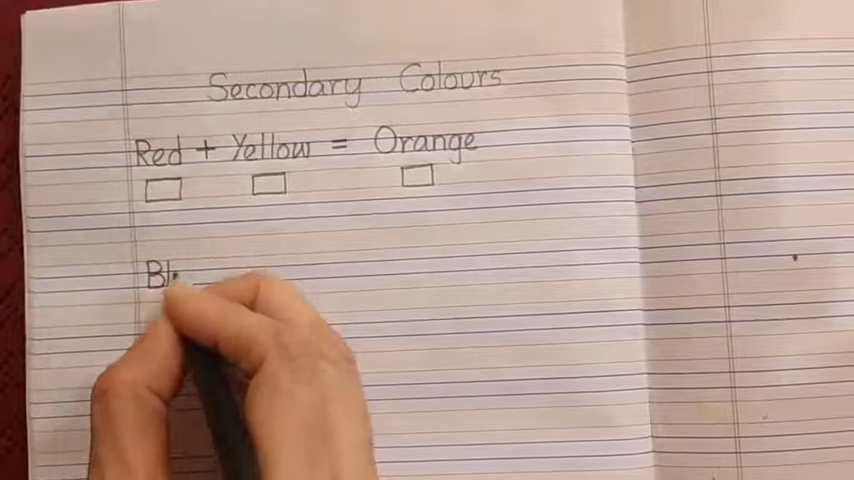 Secondary Colours
Red + Yellow = Orange
Bl